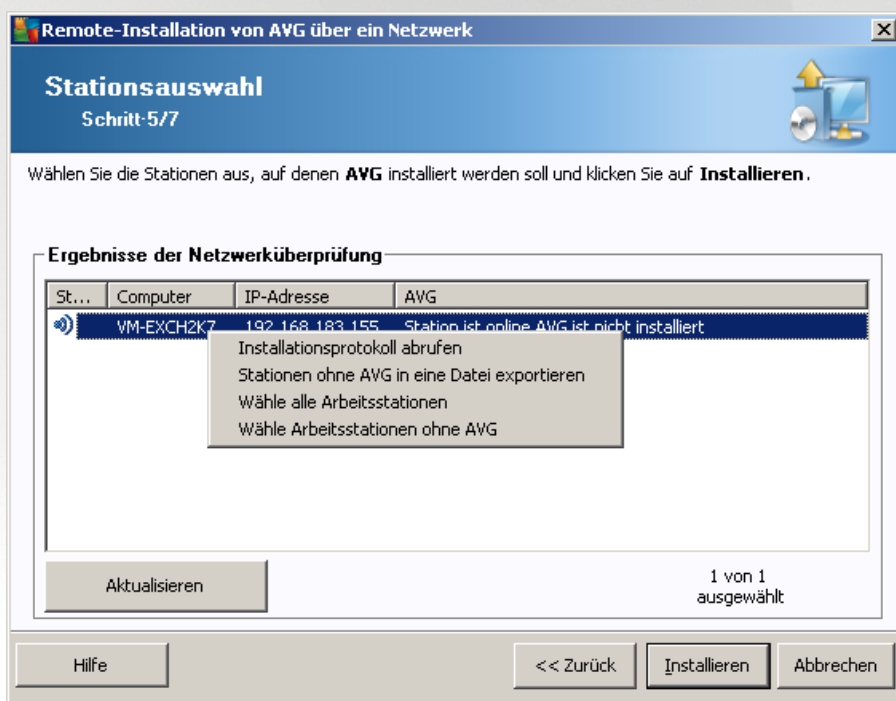 Remote-Installation von AVG über ein Netzwerk
Stationsauswahl
Schritt-5/7
Wählen Sie die Stationen aus, auf denen AVG installiert werden soll und klicken Sie auf Installieren.
Ergebnisse der Netzwerküberprüfung
St... Computer IP-Adresse AVG
VM-EXCH2K7 192.168.183.155 Station ist online AVG ist nicht installiert
Installationsprotokoll abrufen
Stationen ohne AVG in eine Datei exportieren
Wähle alle Arbeitsstationen
Wähle Arbeitsstationen ohne AVG
Aktualisieren
1 von 1
ausgewählt
Hilfe << Zurück Installieren Abbrechen